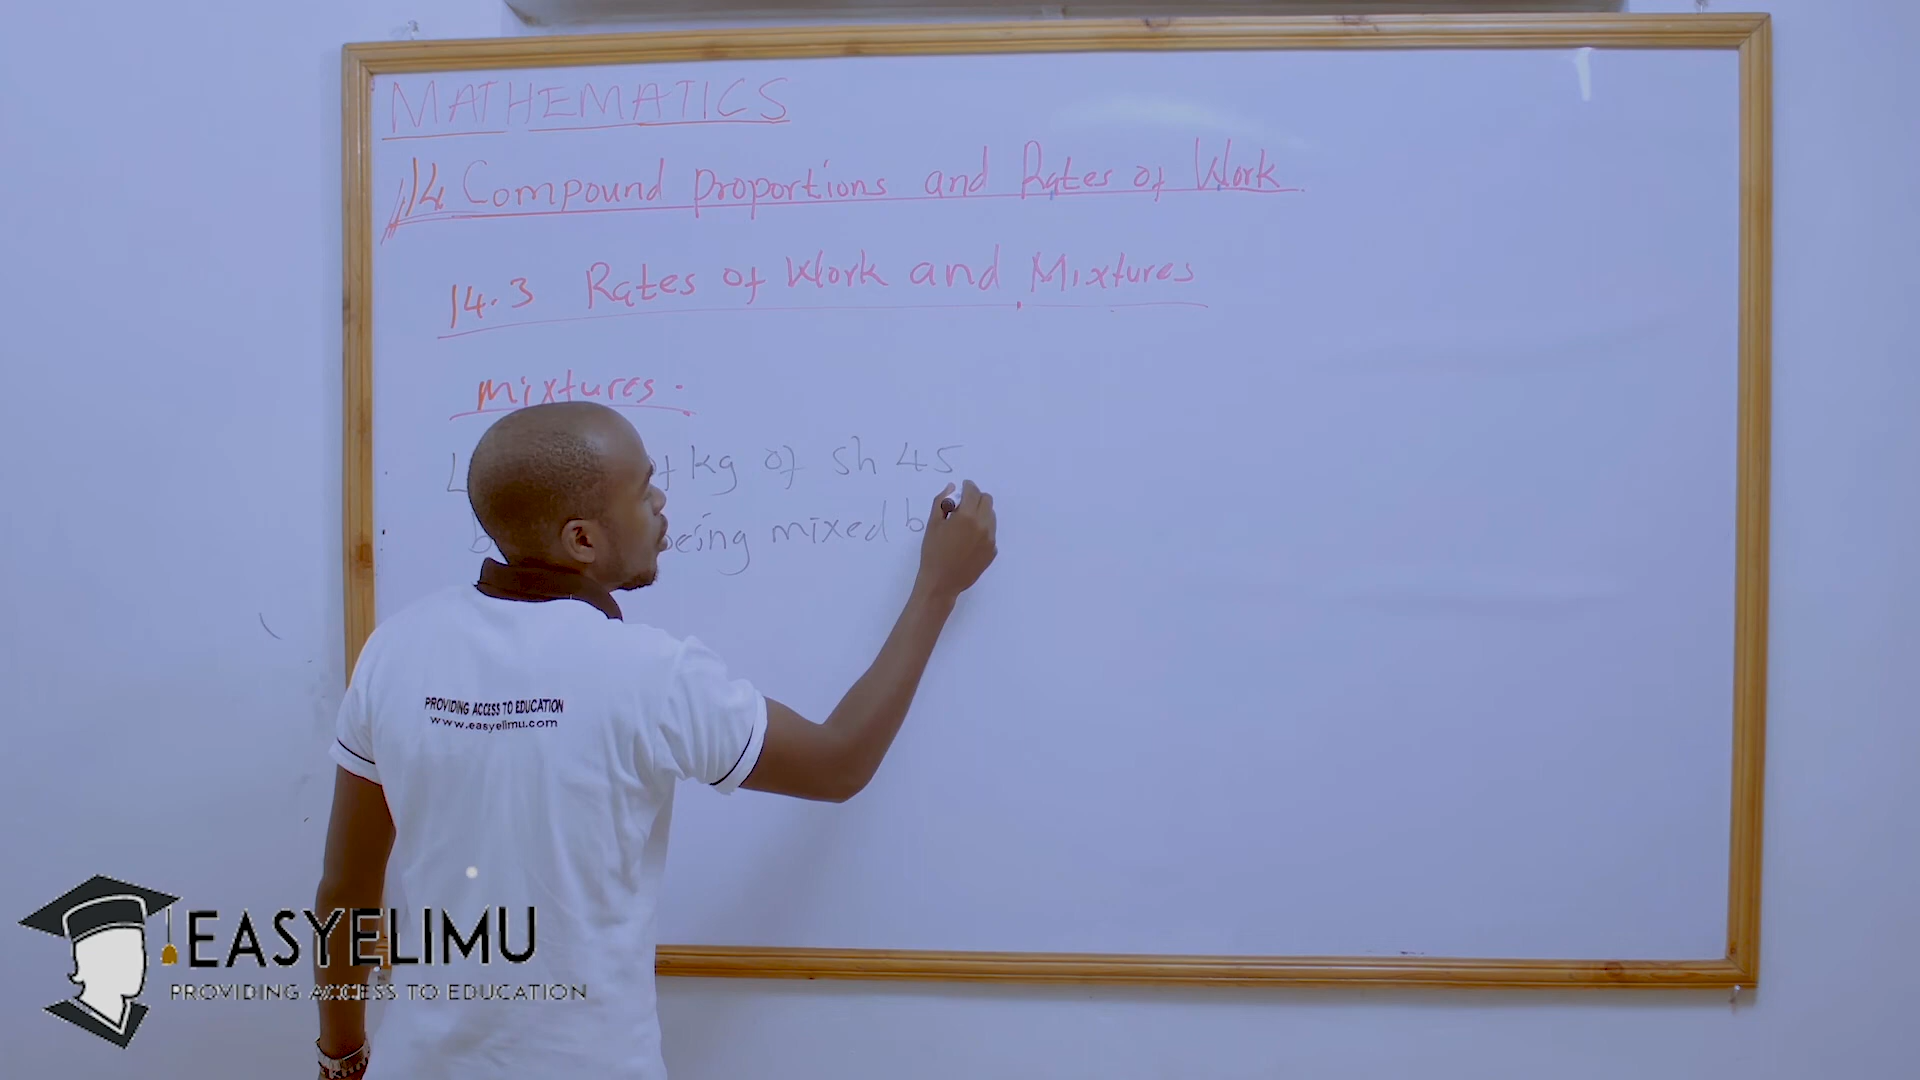 MATHEMATICS
14 Compound proportions and Rates of Work
14.3 Rates of Work and Mixtures
Mixtures.
kg of sh 45
being mixed b
PROVIDING ACCESS TO EDUCATION
www.easyelimu.com
EASYELIMU
PROVIDING ACCESS TO EDUCATION